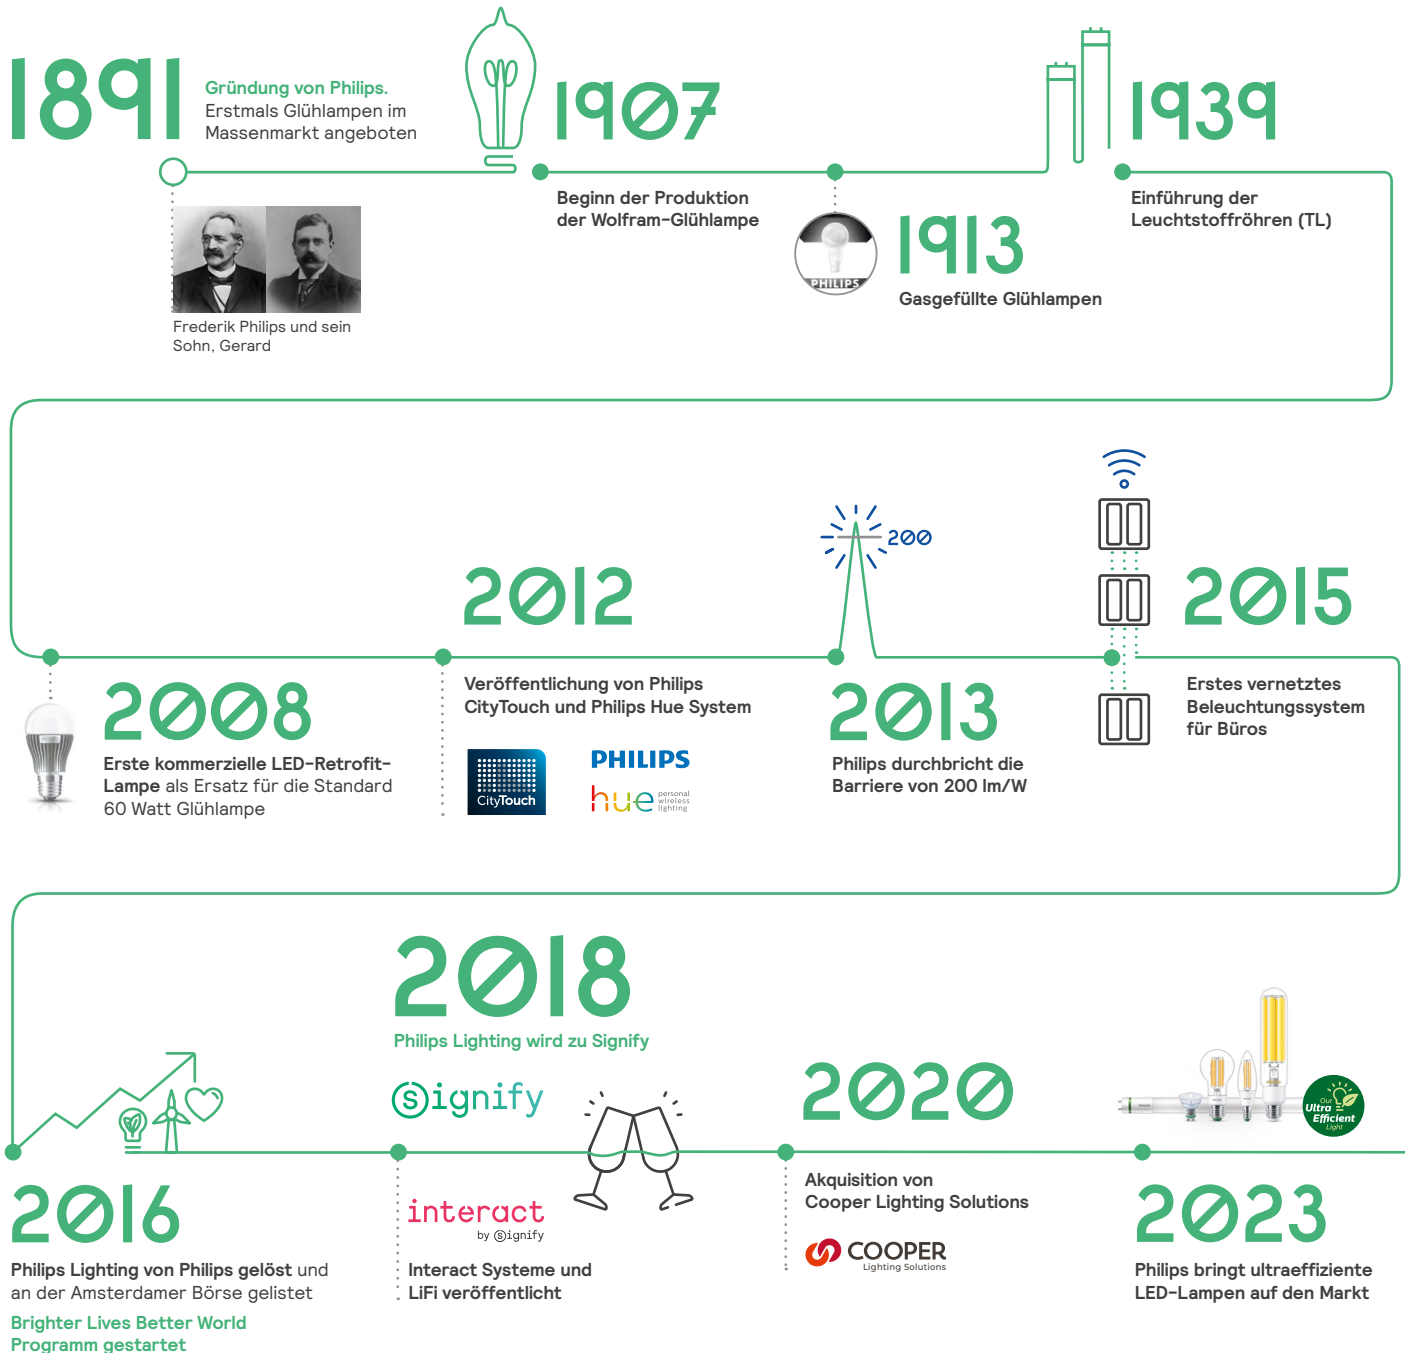 1891
Gründung von Philips.
Erstmals Glühlampen im
Massenmarkt angeboten
Frederik Philips und sein
Sohn, Gerard
1907
Beginn der Produktion
der Wolfram-Glühlampe
PHILIPS
1913
Gasgefüllte Glühlampen
1939
Einführung der
Leuchtstoffröhren (TL)
2008
Erste kommerzielle LED-Retrofit-
Lampe als Ersatz für die Standard
60 Watt Glühlampe
2012
Veröffentlichung von Philips
CityTouch und Philips Hue System
CityTouch
PHILIPS
hue
personal
wireless
lighting
200
2013
Philips durchbricht die
Barriere von 200 lm/W
2015
Erstes vernetztes
Beleuchtungssystem
für Büros
2016
Philips Lighting von Philips gelöst und
an der Amsterdamer Börse gelistet
Brighter Lives Better World
Programm gestartet
2018
Philips Lighting wird zu Signify
Signify
interact
by Signify
Interact Systeme und
LiFi veröffentlicht
2020
Akquisition von
Cooper Lighting Solutions
COOPER
Lighting Solutions
Our
Ultra
Efficient
Light
2023
Philips bringt ultraeffiziente
LED-Lampen auf den Markt